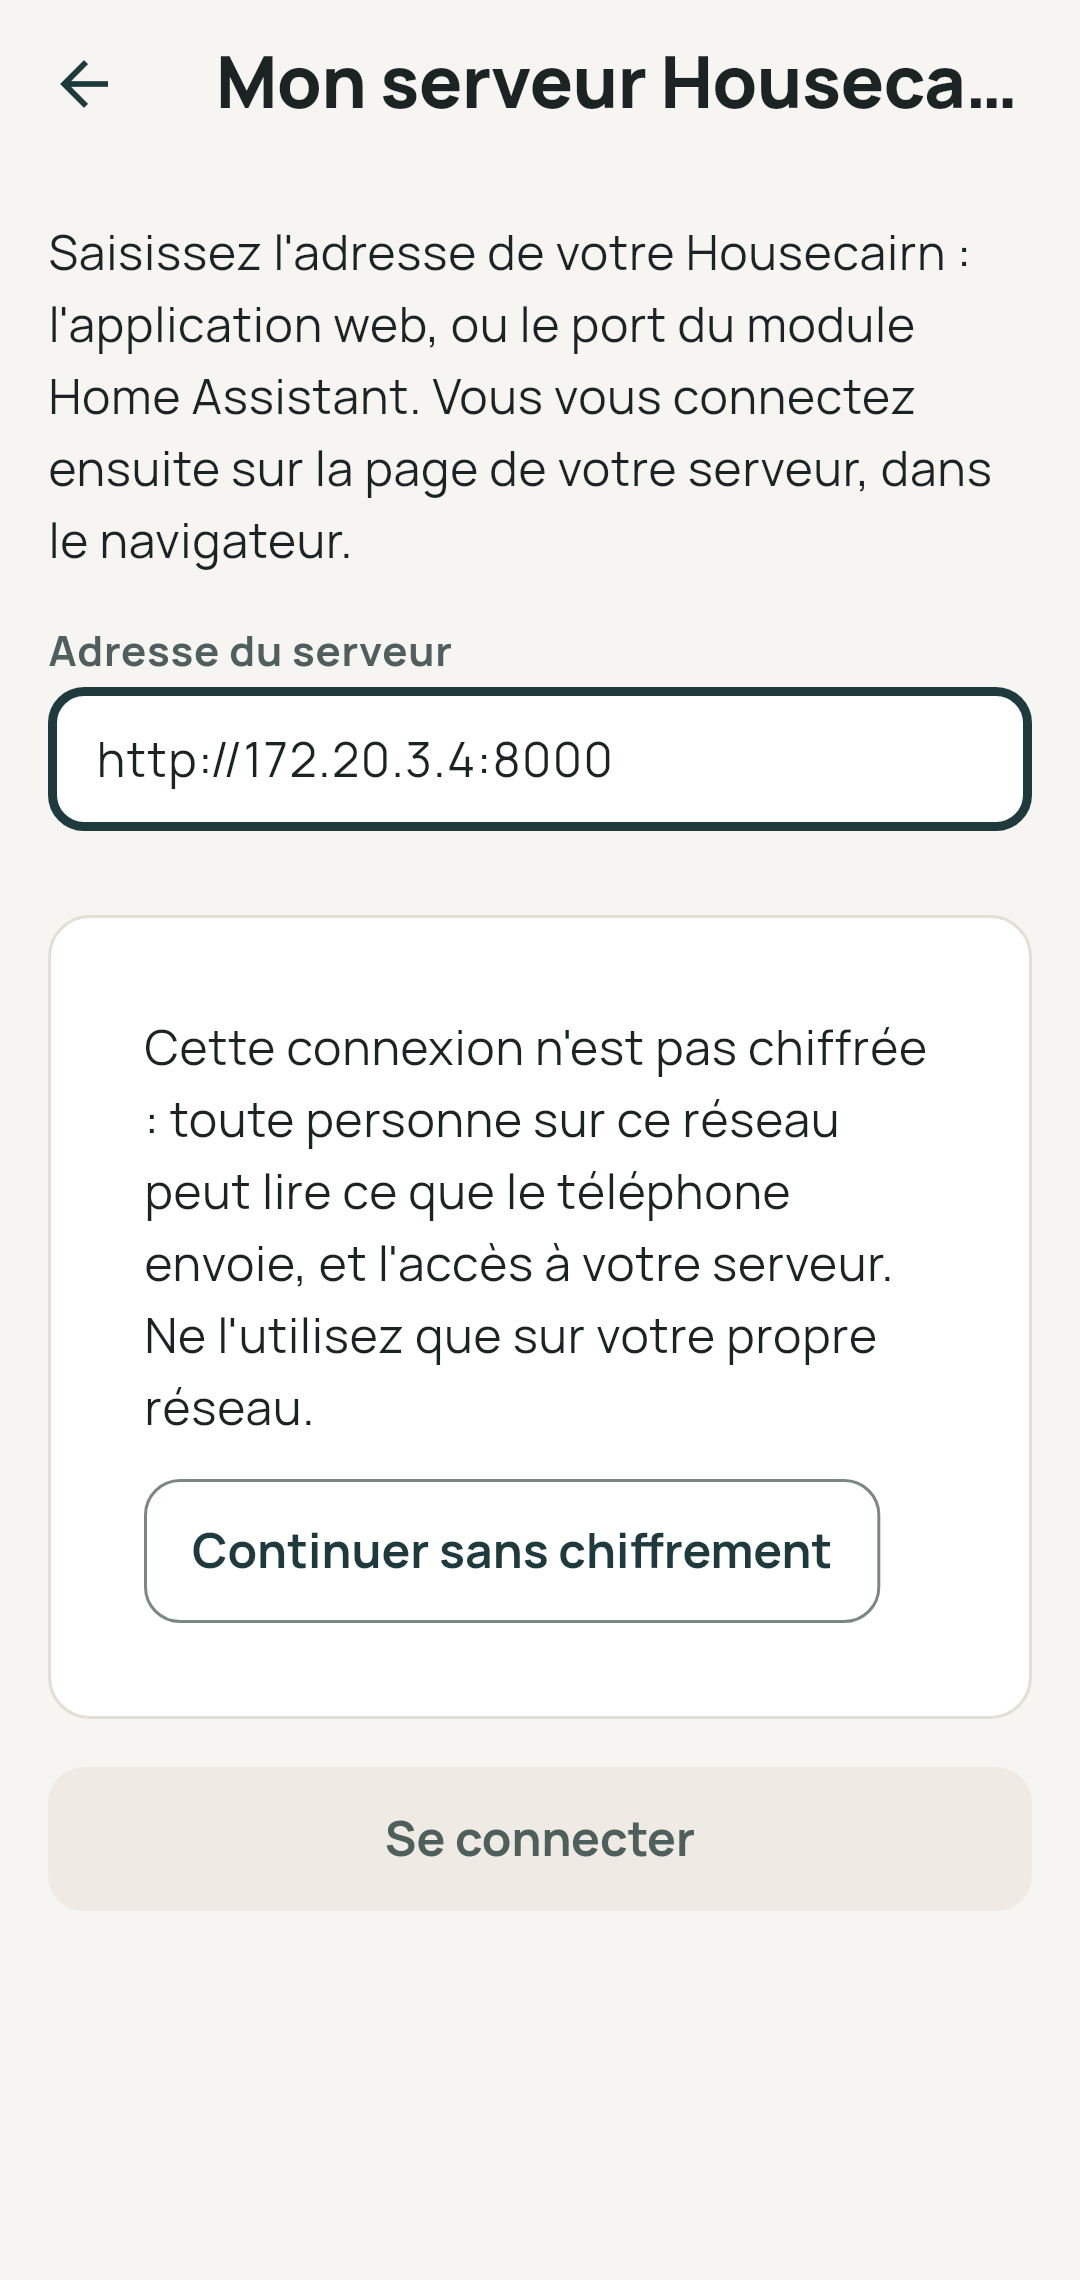 Mon serveur Houseca...
Saisissez l'adresse de votre Housecairn :
l'application web, ou le port du module
Home Assistant. Vous vous connectez
ensuite sur la page de votre serveur, dans
le navigateur.
Adresse du serveur
http://172.20.3.4:8000
Cette connexion n'est pas chiffrée
: toute personne sur ce réseau
peut lire ce que le téléphone
envoie, et l'accès à votre serveur.
Ne l'utilisez que sur votre propre
réseau.
Continuer sans chiffrement
Se connecter